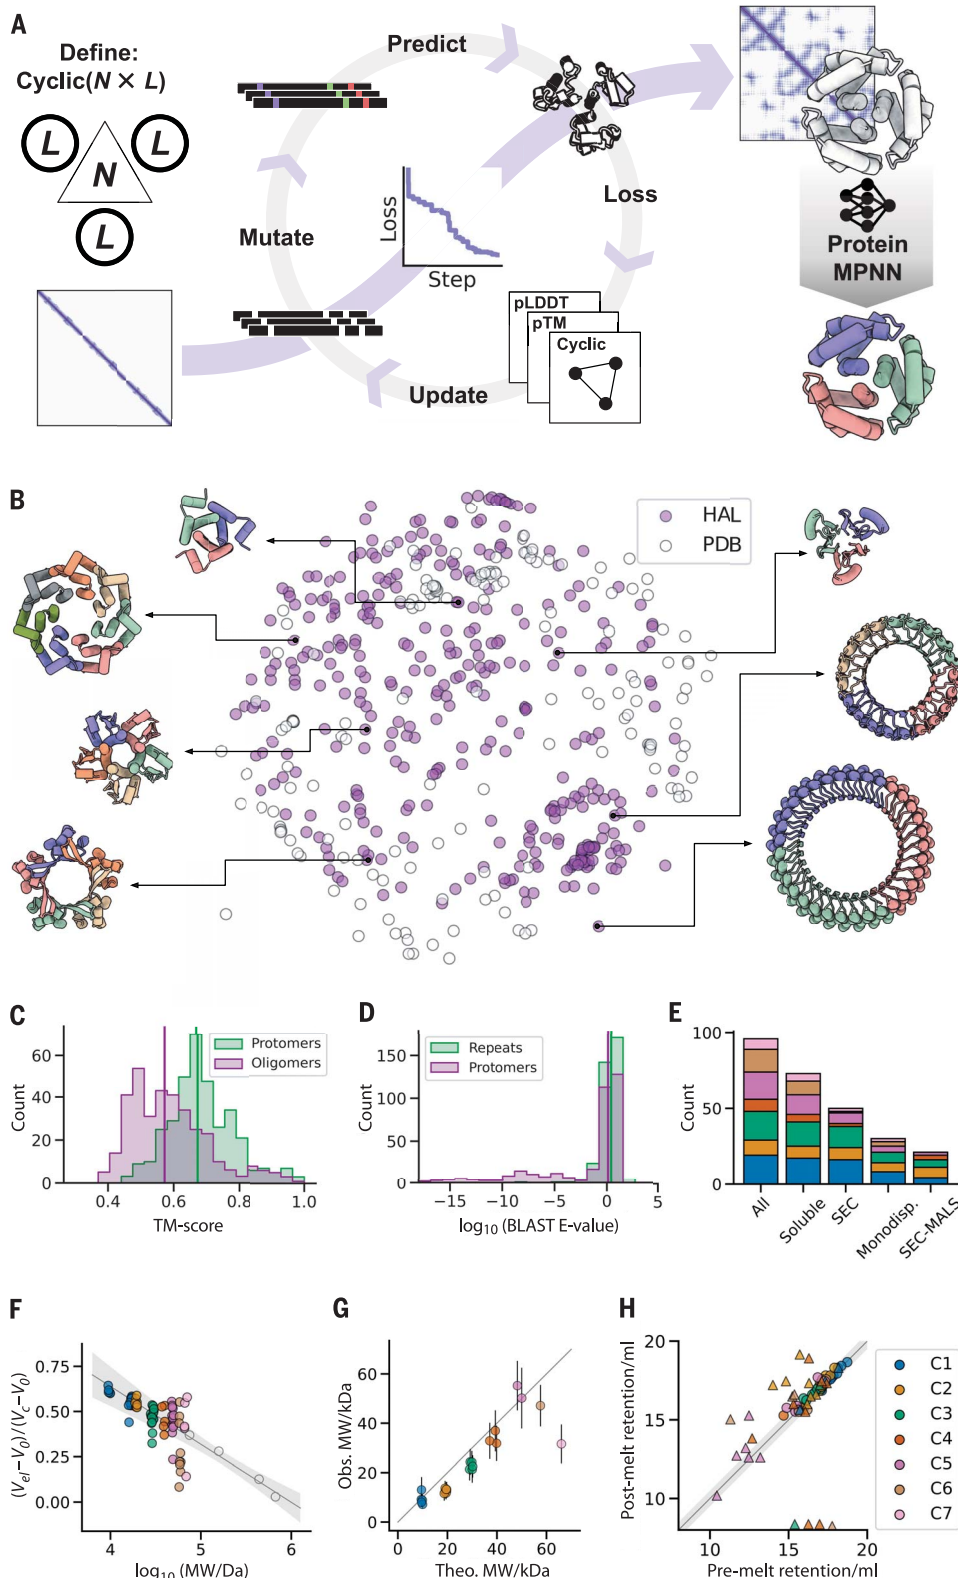 A
Define:
Cyclic(N × L)
L
L
N
L
Predict
Mutate
Loss
Update
Loss
Step
pLDDT
pTM
Cyclic
Protein
MPNN
B
HAL
PDB
C
Protomers
Oligomers
60
40
20
0
Count
0.4
0.6
0.8
1.0
TM-score
D
Repeats
Protomers
150
100
50
0
Count
−15
−10
−5
0
5
log10 (BLAST E-value)
E
100
50
0
Count
All
Soluble
SEC
Monodisp.
SEC-MALS
F
0.75
0.50
0.25
0.00
(Vel−V0)/(Vc−V0)
4
5
6
log10 (MW/Da)
G
60
40
20
0
Obs. MW/kDa
0
20
40
60
Theo. MW/kDa
H
20
15
10
Post-melt retention/ml
10
15
20
Pre-melt retention/ml
C1
C2
C3
C4
C5
C6
C7